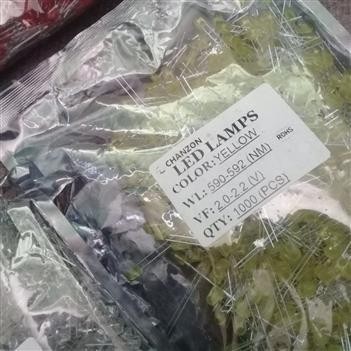 CHANZON
LED LAMPS
COLOR:YELLOW
WL: 590-592 (NM)
VF: 2.0-2.2 (V)
QTY: 1000 (PCS)
ROHS